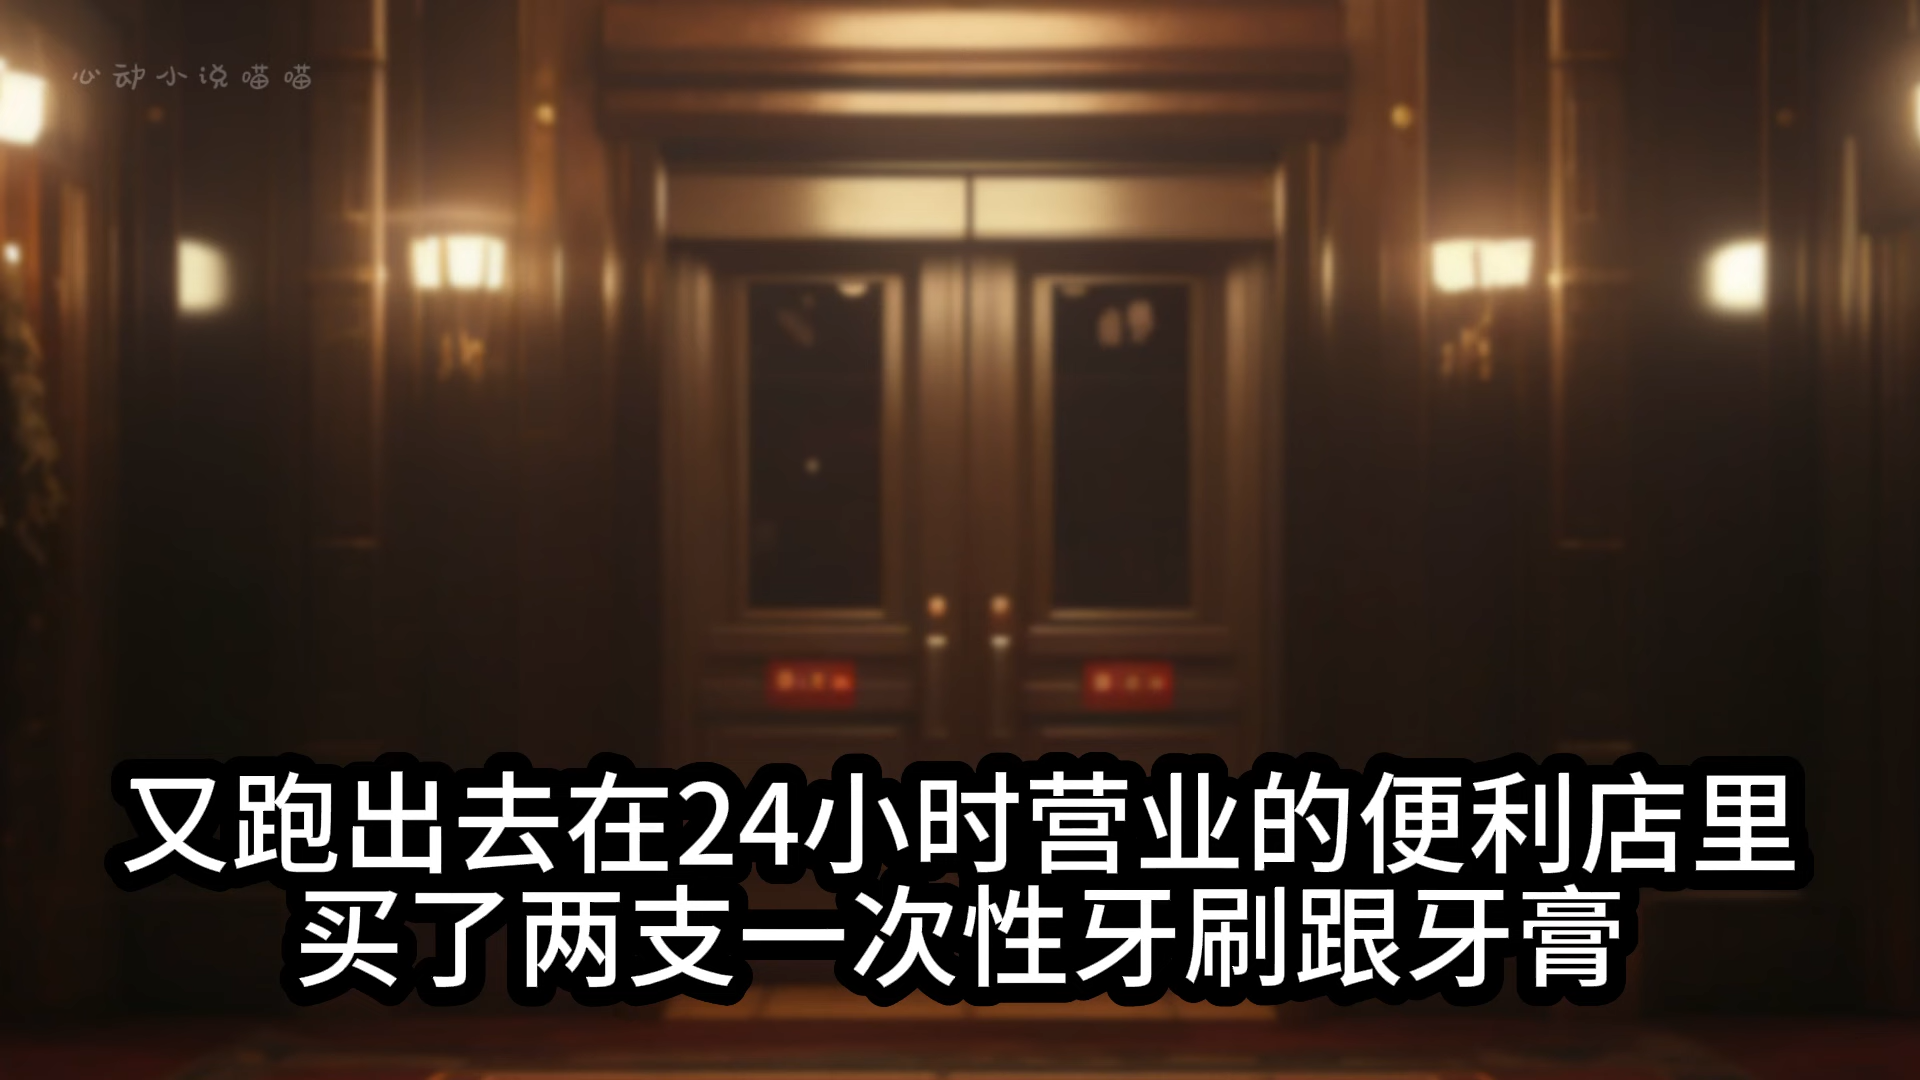 心动小说喵喵
又跑出去在24小时营业的便利店里
买了两支一次性牙刷跟牙膏